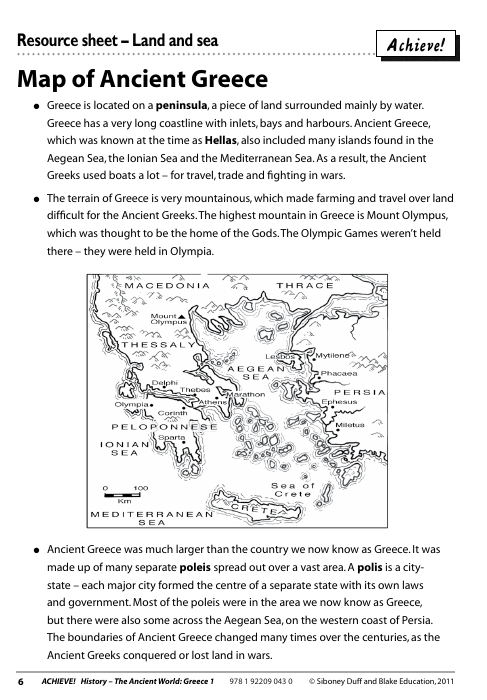 Resource sheet – Land and sea
Achieve!
Map of Ancient Greece
● Greece is located on a peninsula, a piece of land surrounded mainly by water.
Greece has a very long coastline with inlets, bays and harbours. Ancient Greece,
which was known at the time as Hellas, also included many islands found in the
Aegean Sea, the Ionian Sea and the Mediterranean Sea. As a result, the Ancient
Greeks used boats a lot – for travel, trade and fighting in wars.
● The terrain of Greece is very mountainous, which made farming and travel over land
difficult for the Ancient Greeks. The highest mountain in Greece is Mount Olympus,
which was thought to be the home of the Gods. The Olympic Games weren't held
there – they were held in Olympia.
MACEDONIA
THRACE
Mount
Olympus
THESSALY
Lesbos
Mytilene
AEGEAN
SEA
Phacaea
Delphi
Thebes
Marathon
PERSIA
Olympia
Athens
Ephesus
Corinth
PELOPONNESE
Miletus
Sparta
IONIAN
SEA
Sea of
Crete
0 100
Km
CRETE
MEDITERRANEAN
SEA
● Ancient Greece was much larger than the country we now know as Greece. It was
made up of many separate poleis spread out over a vast area. A polis is a city-
state – each major city formed the centre of a separate state with its own laws
and government. Most of the poleis were in the area we now know as Greece,
but there were also some across the Aegean Sea, on the western coast of Persia.
The boundaries of Ancient Greece changed many times over the centuries, as the
Ancient Greeks conquered or lost land in wars.
6 ACHIEVE! History – The Ancient World: Greece 1 978 1 92209 043 0 © Siboney Duff and Blake Education, 2011